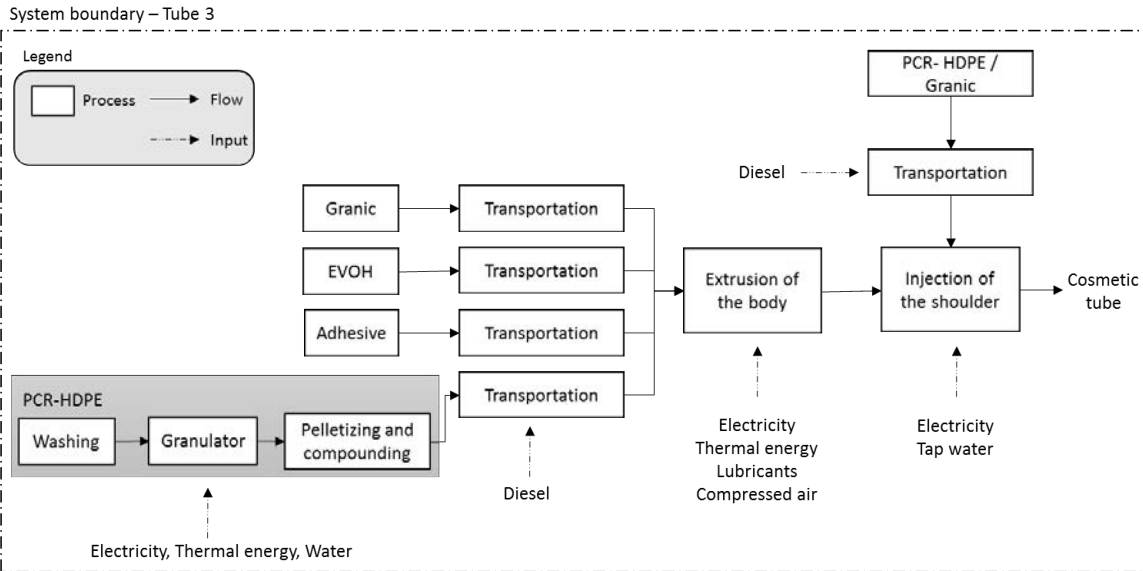 System boundary – Tube 3
Legend
Process
Flow
Input
PCR- HDPE /
Granic
Diesel
Transportation
Granic
Transportation
EVOH
Transportation
Adhesive
Transportation
Transportation
Extrusion of
the body
Injection of
the shoulder
Cosmetic
tube
PCR-HDPE
Washing
Granulator
Pelletizing and
compounding
Electricity, Thermal energy, Water
Diesel
Electricity
Thermal energy
Lubricants
Compressed air
Electricity
Tap water